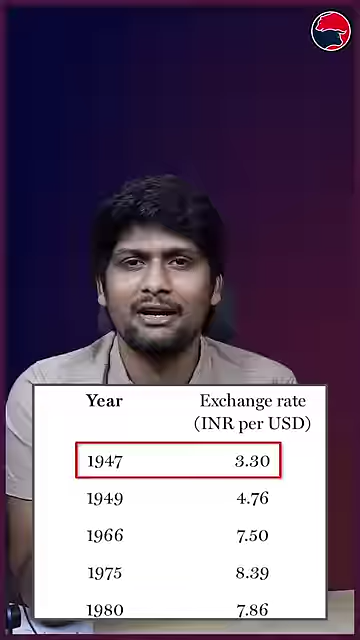 Year Exchange rate
(INR per USD)
1947 3.30
1949 4.76
1966 7.50
1975 8.39
1980 7.86